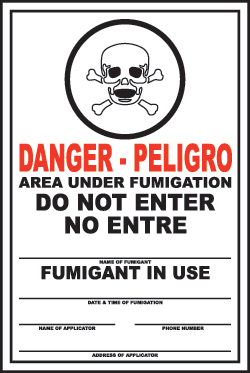 DANGER - PELIGRO
AREA UNDER FUMIGATION
DO NOT ENTER
NO ENTRE
NAME OF FUMIGANT
FUMIGANT IN USE
DATE & TIME OF FUMIGATION
NAME OF APPLICATOR PHONE NUMBER
ADDRESS OF APPLICATOR